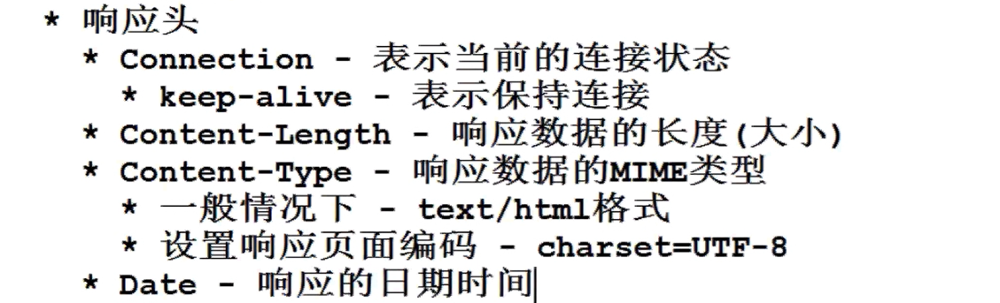 * 响应头
* Connection - 表示当前的连接状态
* keep-alive - 表示保持连接
* Content-Length - 响应数据的长度(大小)
* Content-Type - 响应数据的MIME类型
* 一般情况下 - text/html格式
* 设置响应页面编码 - charset=UTF-8
* Date - 响应的日期时间